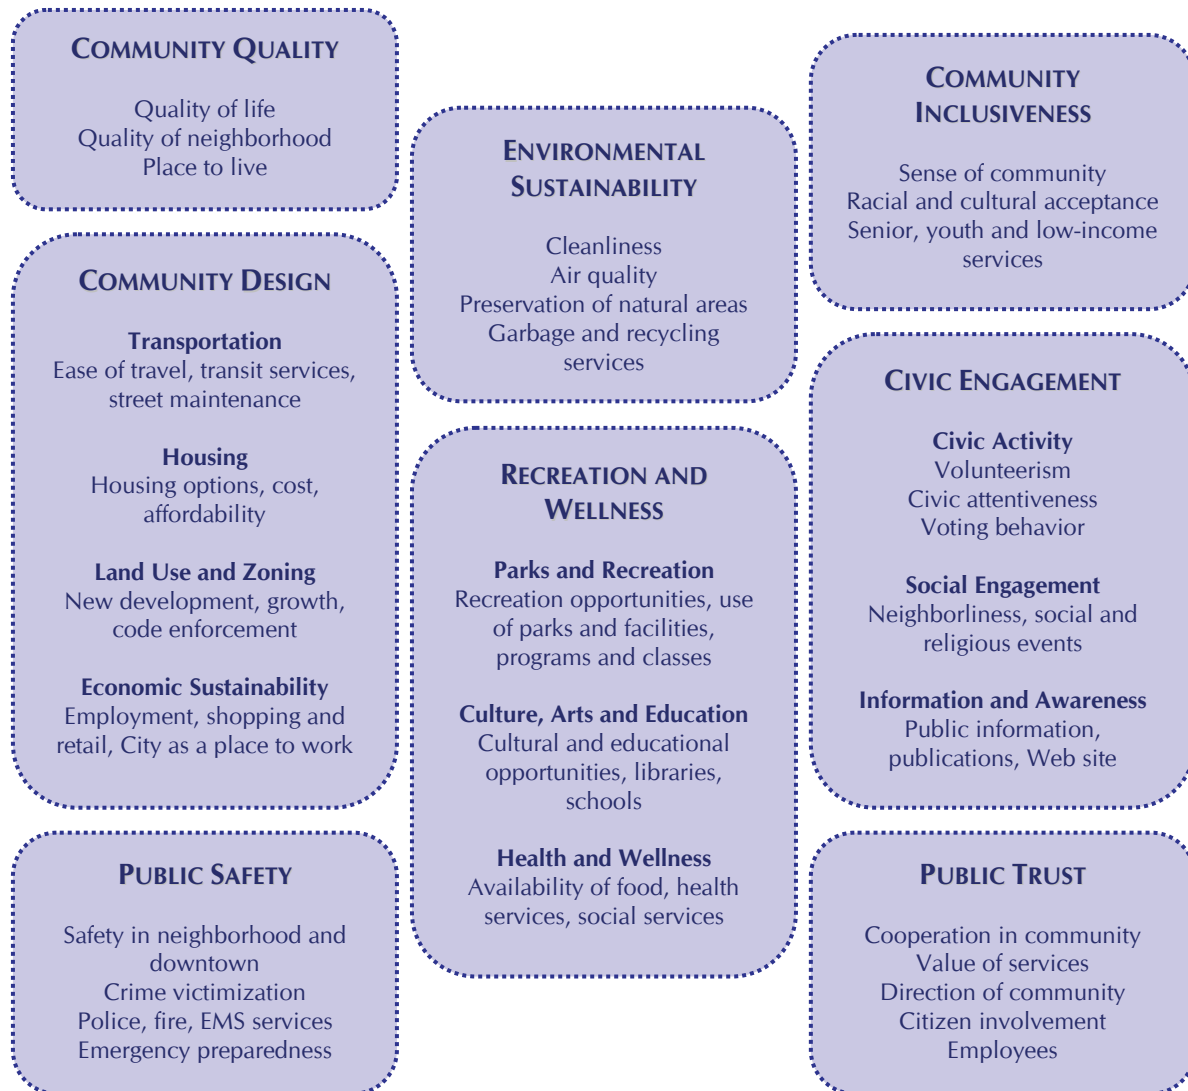 COMMUNITY QUALITY
Quality of life
Quality of neighborhood
Place to live
COMMUNITY DESIGN
Transportation
Ease of travel, transit services,
street maintenance
Housing
Housing options, cost,
affordability
Land Use and Zoning
New development, growth,
code enforcement
Economic Sustainability
Employment, shopping and
retail, City as a place to work
PUBLIC SAFETY
Safety in neighborhood and
downtown
Crime victimization
Police, fire, EMS services
Emergency preparedness
ENVIRONMENTAL
SUSTAINABILITY
Cleanliness
Air quality
Preservation of natural areas
Garbage and recycling
services
RECREATION AND
WELLNESS
Parks and Recreation
Recreation opportunities, use
of parks and facilities,
programs and classes
Culture, Arts and Education
Cultural and educational
opportunities, libraries,
schools
Health and Wellness
Availability of food, health
services, social services
COMMUNITY
INCLUSIVENESS
Sense of community
Racial and cultural acceptance
Senior, youth and low-income
services
CIVIC ENGAGEMENT
Civic Activity
Volunteerism
Civic attentiveness
Voting behavior
Social Engagement
Neighborliness, social and
religious events
Information and Awareness
Public information,
publications, Web site
PUBLIC TRUST
Cooperation in community
Value of services
Direction of community
Citizen involvement
Employees